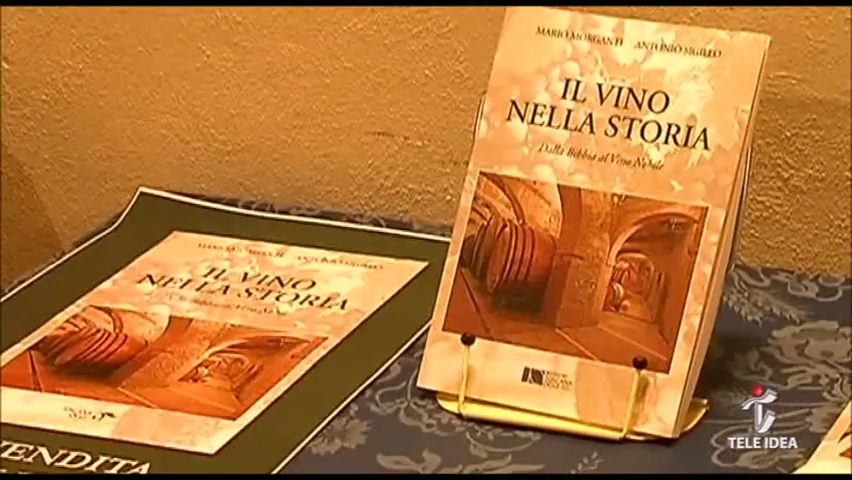 MARIO MORGANTI ANTONIO SIGILLO
IL VINO
NELLA STORIA
Dalla Bibbia al Vino Nobile
IL VINO
NELLA STORIA
VENDITA
TELE IDEA